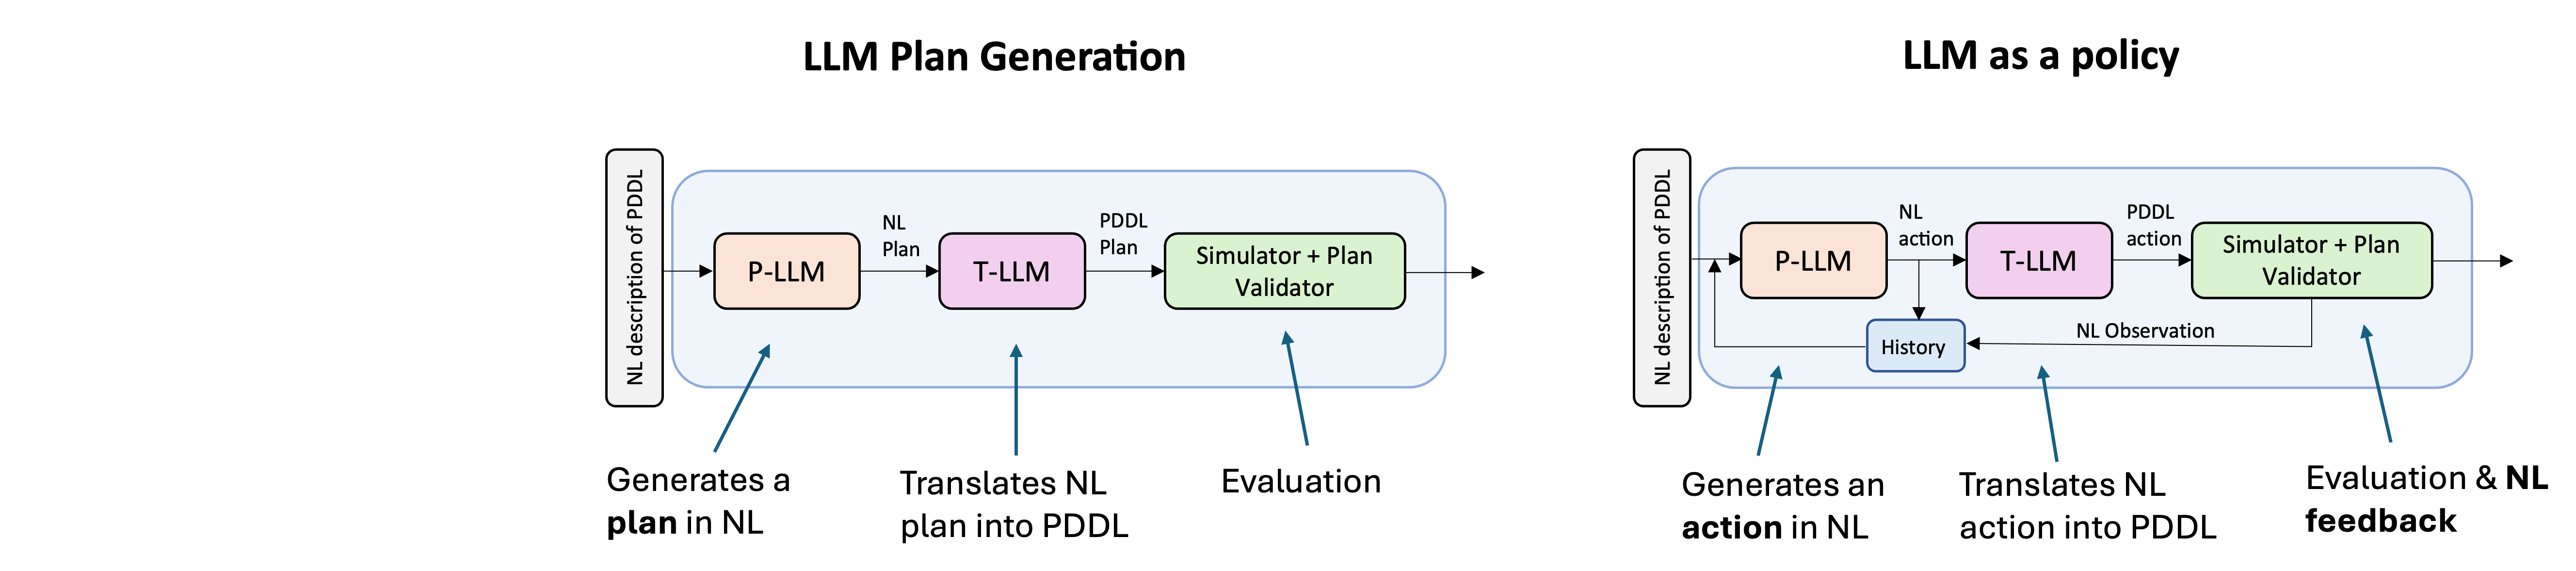 LLM Plan Generation
NL description of PDDL
P-LLM
NL
Plan
T-LLM
PDDL
Plan
Simulator + Plan
Validator
Generates a
plan in NL
Translates NL
plan into PDDL
Evaluation
LLM as a policy
NL description of PDDL
P-LLM
NL
action
T-LLM
PDDL
action
Simulator + Plan
Validator
History
NL Observation
Generates an
action in NL
Translates NL
action into PDDL
Evaluation & NL
feedback